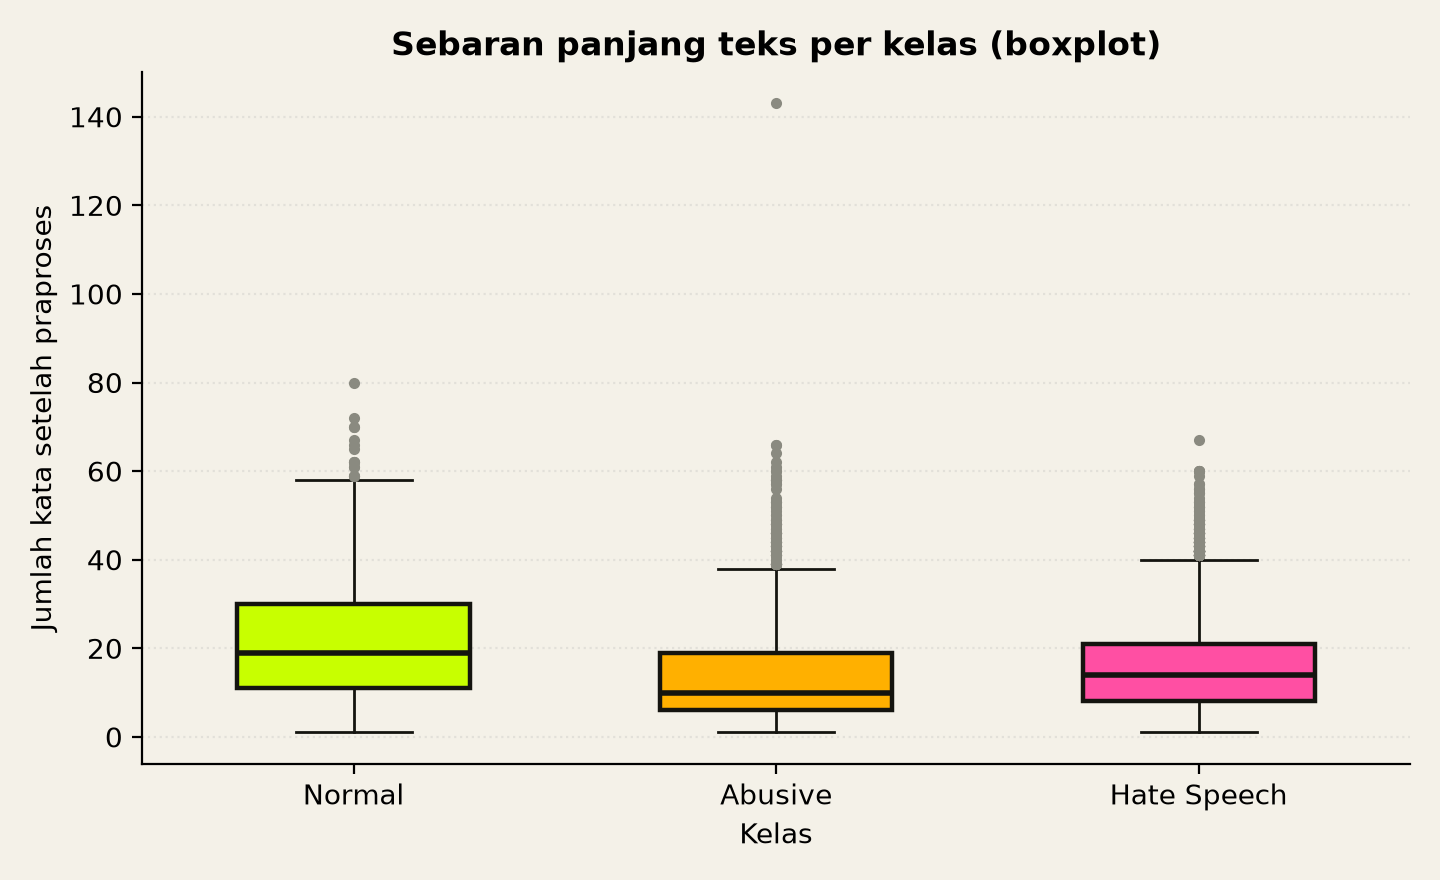 Sebaran panjang teks per kelas (boxplot)
Jumlah kata setelah praproses
140
120
100
80
60
40
20
0
Normal
Abusive
Hate Speech
Kelas